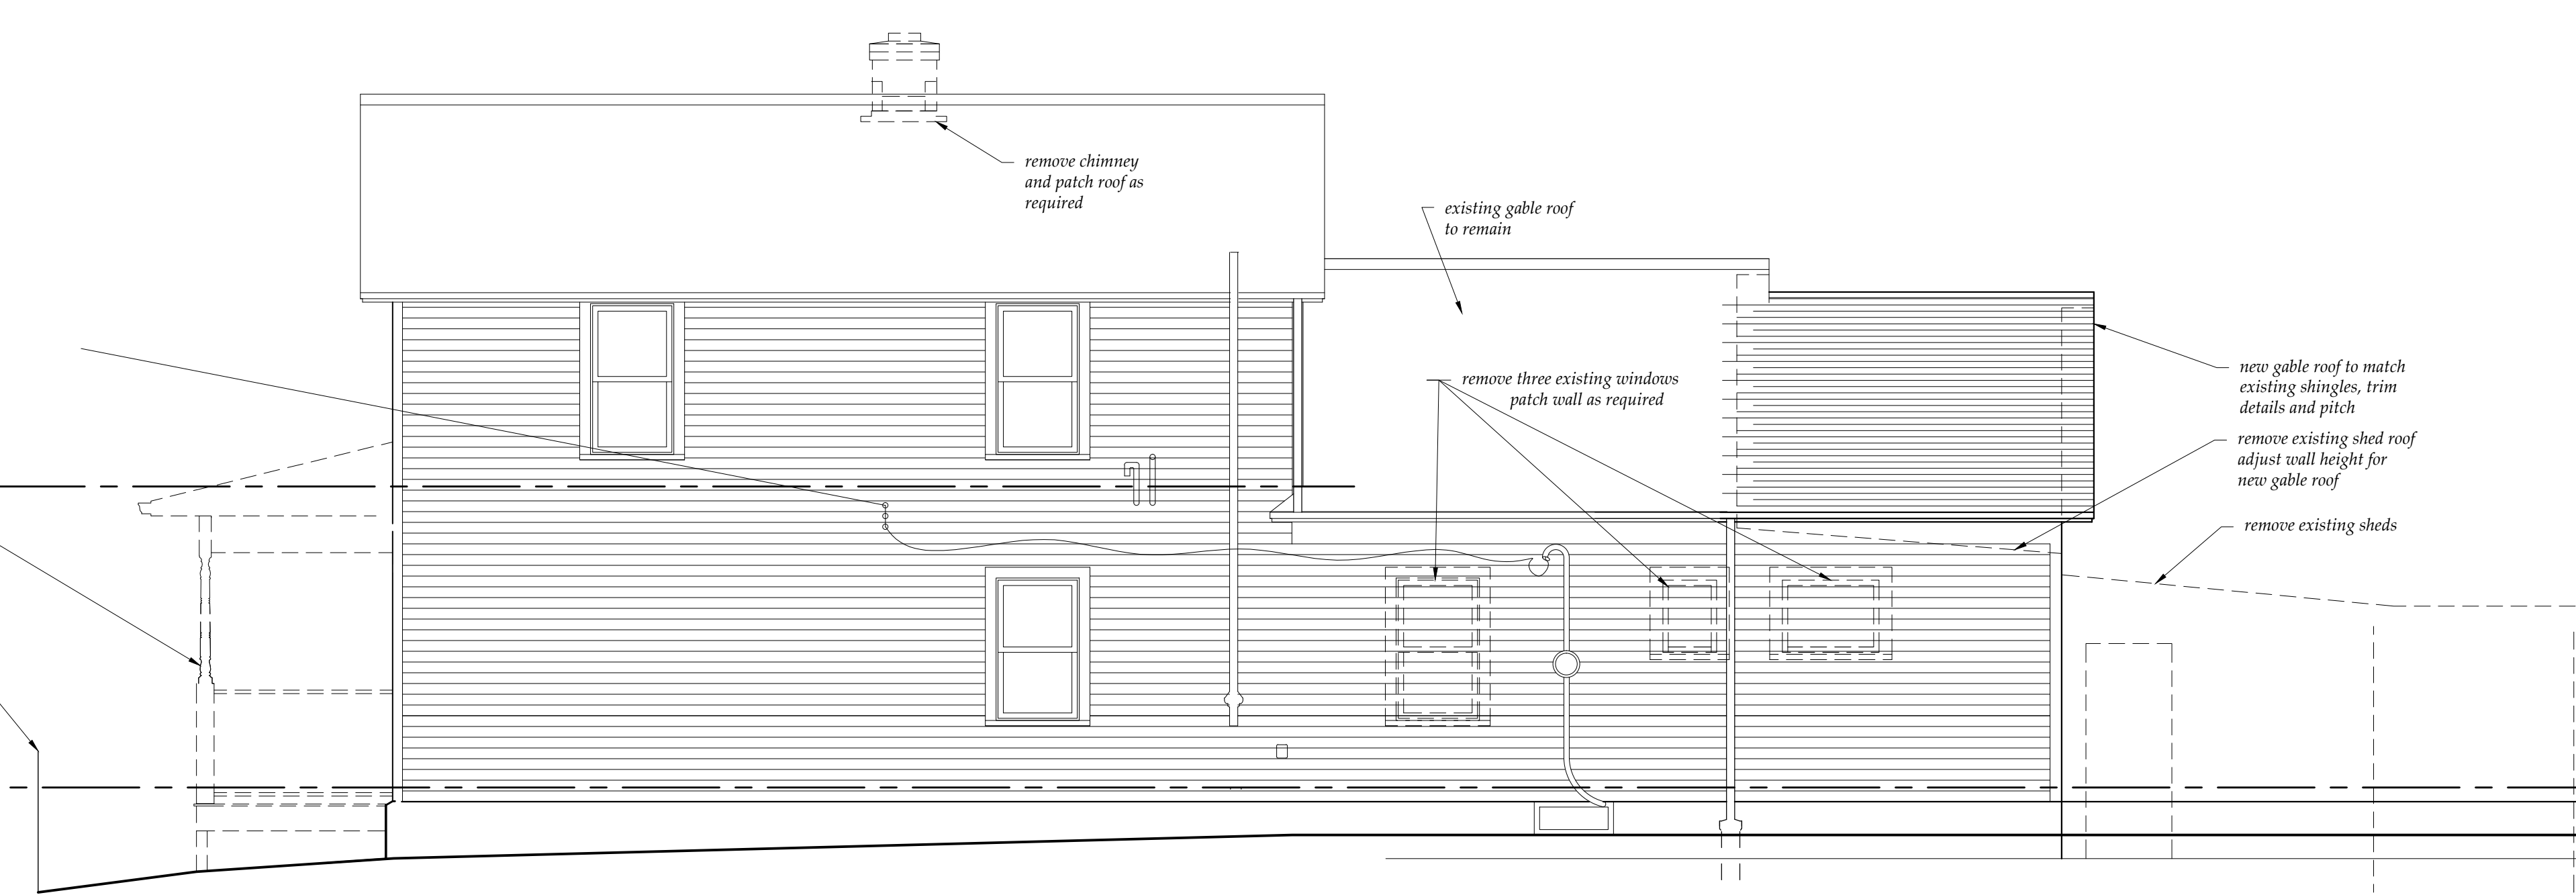 remove chimney
and patch roof as
required
existing gable roof
to remain
remove three existing windows
patch wall as required
new gable roof to match
existing shingles, trim
details and pitch
remove existing shed roof
adjust wall height for
new gable roof
remove existing sheds